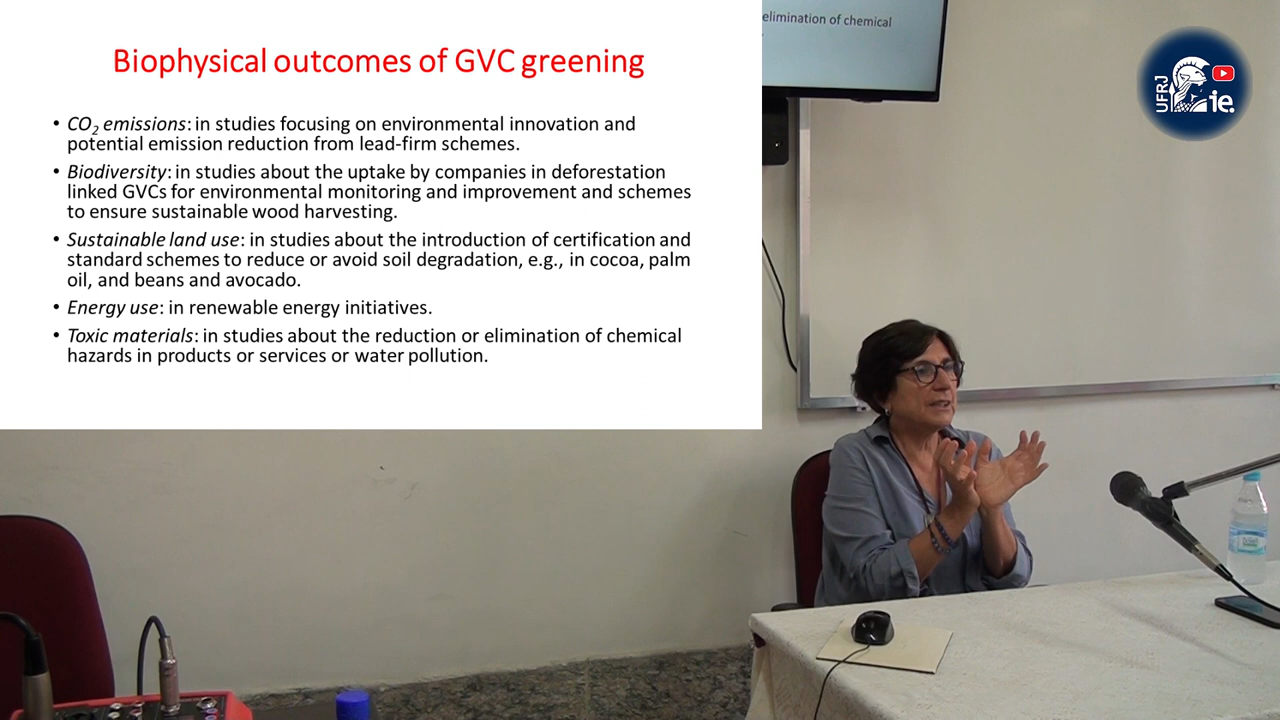 Biophysical outcomes of GVC greening
• CO2 emissions: in studies focusing on environmental innovation and
potential emission reduction from lead-firm schemes.
• Biodiversity: in studies about the uptake by companies in deforestation
linked GVCs for environmental monitoring and improvement and schemes
to ensure sustainable wood harvesting.
• Sustainable land use: in studies about the introduction of certification and
standard schemes to reduce or avoid soil degradation, e.g., in cocoa, palm
oil, and beans and avocado.
• Energy use: in renewable energy initiatives.
• Toxic materials: in studies about the reduction or elimination of chemical
hazards in products or services or water pollution.
elimination of chemical
UFRJ
ie.